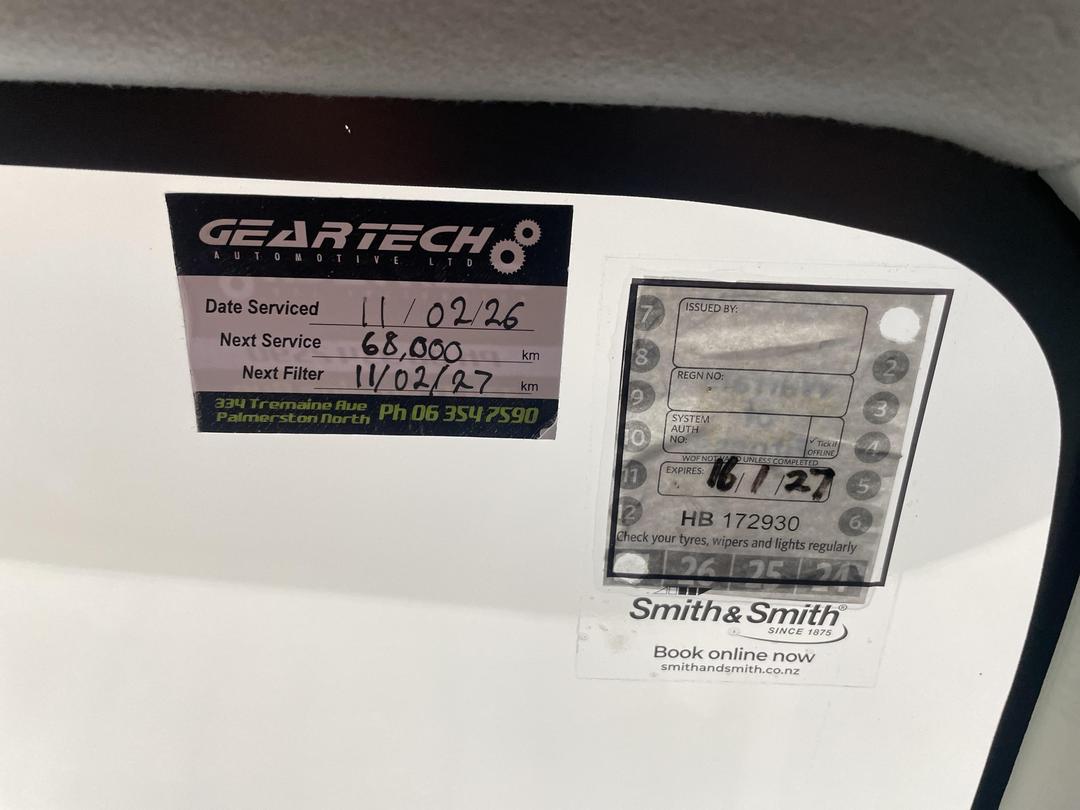 GEARTECH
AUTOMOTIVE LTD
Date Serviced 11/02/26
Next Service 68,000 km
Next Filter 11/02/27 km
334 Tremaine Ave
Palmerston North Ph 06 354 7590
ISSUED BY:
REGN NO:
SYSTEM
AUTH
NO:
✓ Tick if
OFFLINE
WOF NOT VALID UNLESS COMPLETED
EXPIRES: 16/1/27
HB 172930
Check your tyres, wipers and lights regularly
7
8
9
10
11
12
2
3
4
5
6
26 25 24
Smith&Smith®
SINCE 1875
Book online now
smithandsmith.co.nz